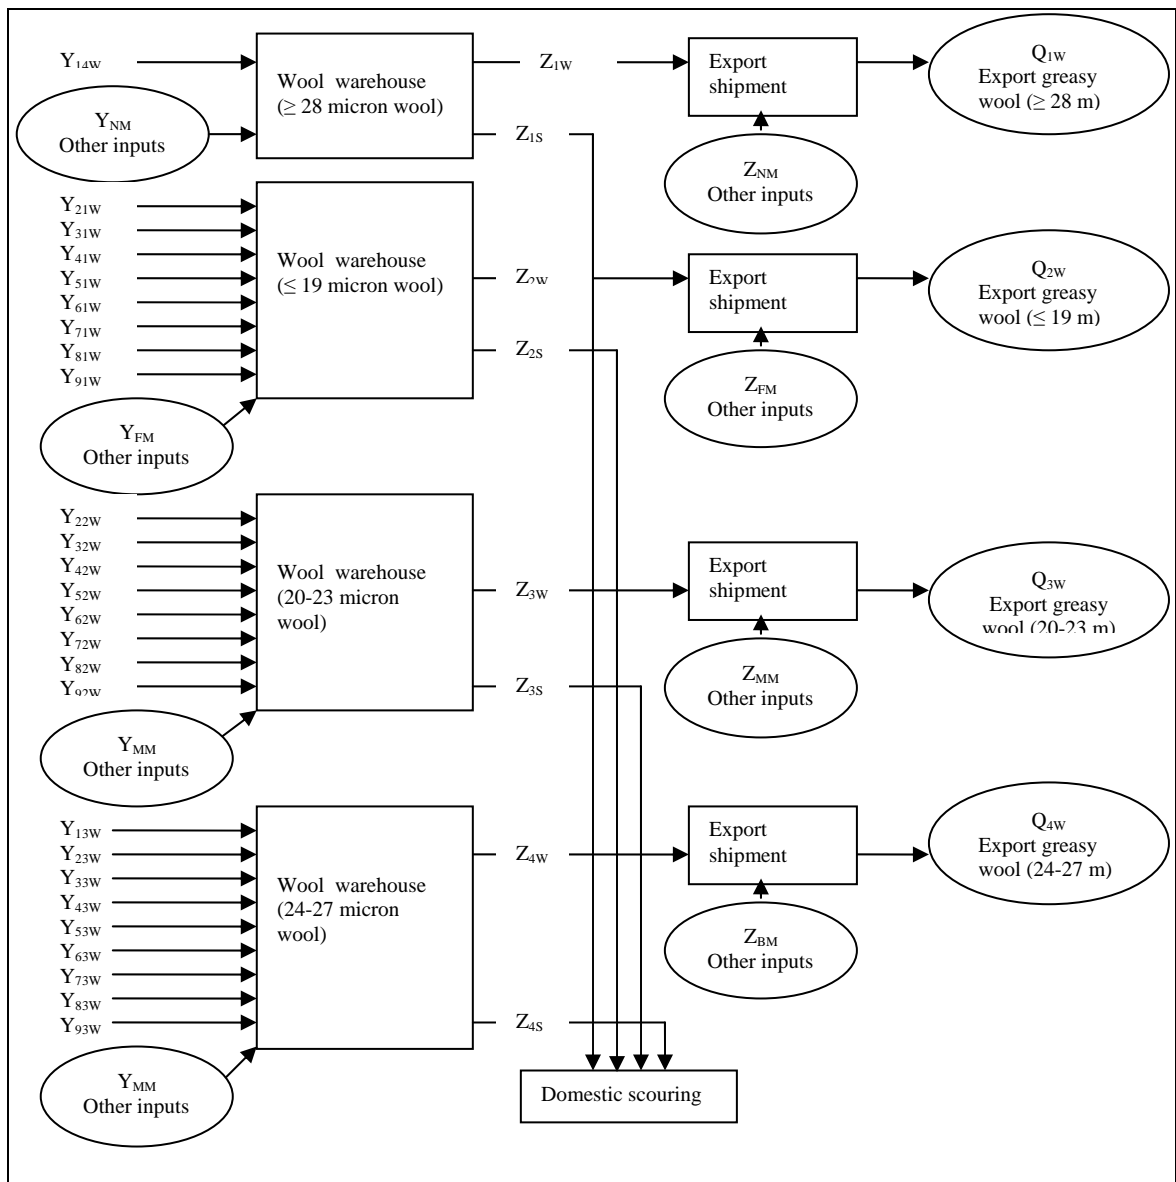 Y14W
Wool warehouse
(≥ 28 micron wool)
YNM
Other inputs
Z1W
Z1S
Export
shipment
ZNM
Other inputs
Q1W
Export greasy
wool (≥ 28 m)
Y21W
Y31W
Y41W
Y51W
Y61W
Y71W
Y81W
Y91W
YFM
Other inputs
Wool warehouse
(≤ 19 micron wool)
Z2W
Z2S
Export
shipment
ZFM
Other inputs
Q2W
Export greasy
wool (≤ 19 m)
Y22W
Y32W
Y42W
Y52W
Y62W
Y72W
Y82W
Y92W
YMM
Other inputs
Wool warehouse
(20-23 micron
wool)
Z3W
Z3S
Export
shipment
ZMM
Other inputs
Q3W
Export greasy
wool (20-23 m)
Y13W
Y23W
Y33W
Y43W
Y53W
Y63W
Y73W
Y83W
Y93W
YMM
Other inputs
Wool warehouse
(24-27 micron
wool)
Z4W
Z4S
Export
shipment
ZBM
Other inputs
Q4W
Export greasy
wool (24-27 m)
Domestic scouring